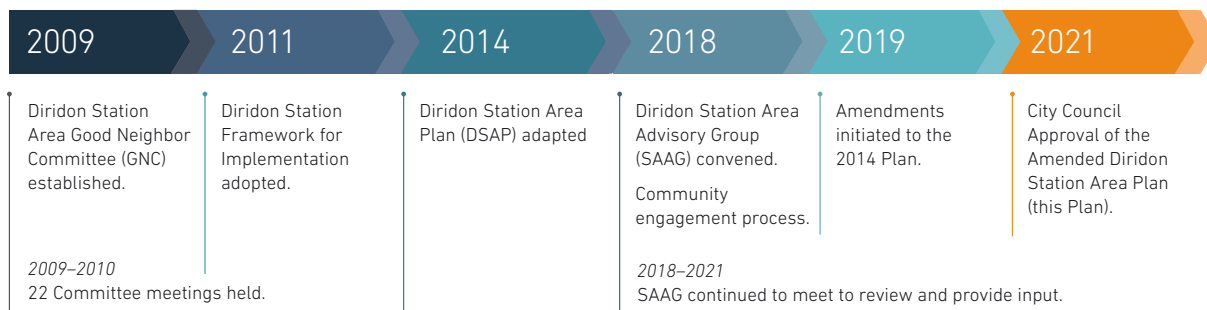 2009
2011
2014
2018
2019
2021
Diridon Station
Area Good Neighbor
Committee (GNC)
established.
2009–2010
22 Committee meetings held.
Diridon Station
Framework for
Implementation
adopted.
Diridon Station Area
Plan (DSAP) adapted
Diridon Station Area
Advisory Group
(SAAG) convened.
Community
engagement process.
2018–2021
SAAG continued to meet to review and provide input.
Amendments
initiated to the
2014 Plan.
City Council
Approval of the
Amended Diridon
Station Area Plan
(this Plan).